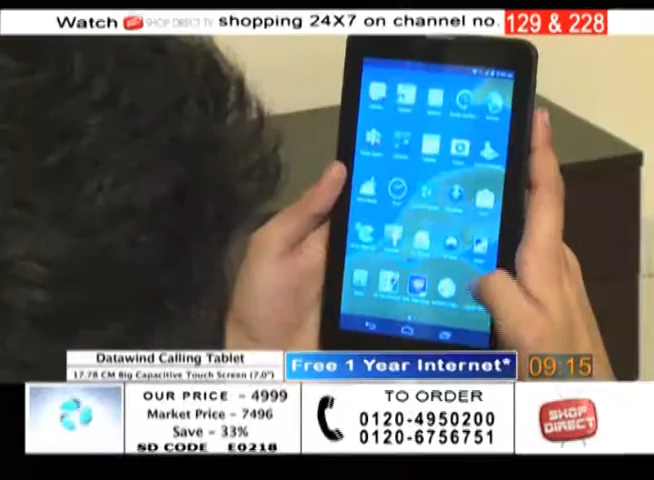 Watch SHOP DIRECT TV shopping 24X7 on channel no. 129 & 228
Datawind Calling Tablet
17.78 CM Big Capacitive Touch Screen (7.0")
Free 1 Year Internet*
09:15
OUR PRICE - 4999
Market Price - 7496
Save - 33%
SD CODE E0218
TO ORDER
0120-4950200
0120-6756751
SHOP DIRECT